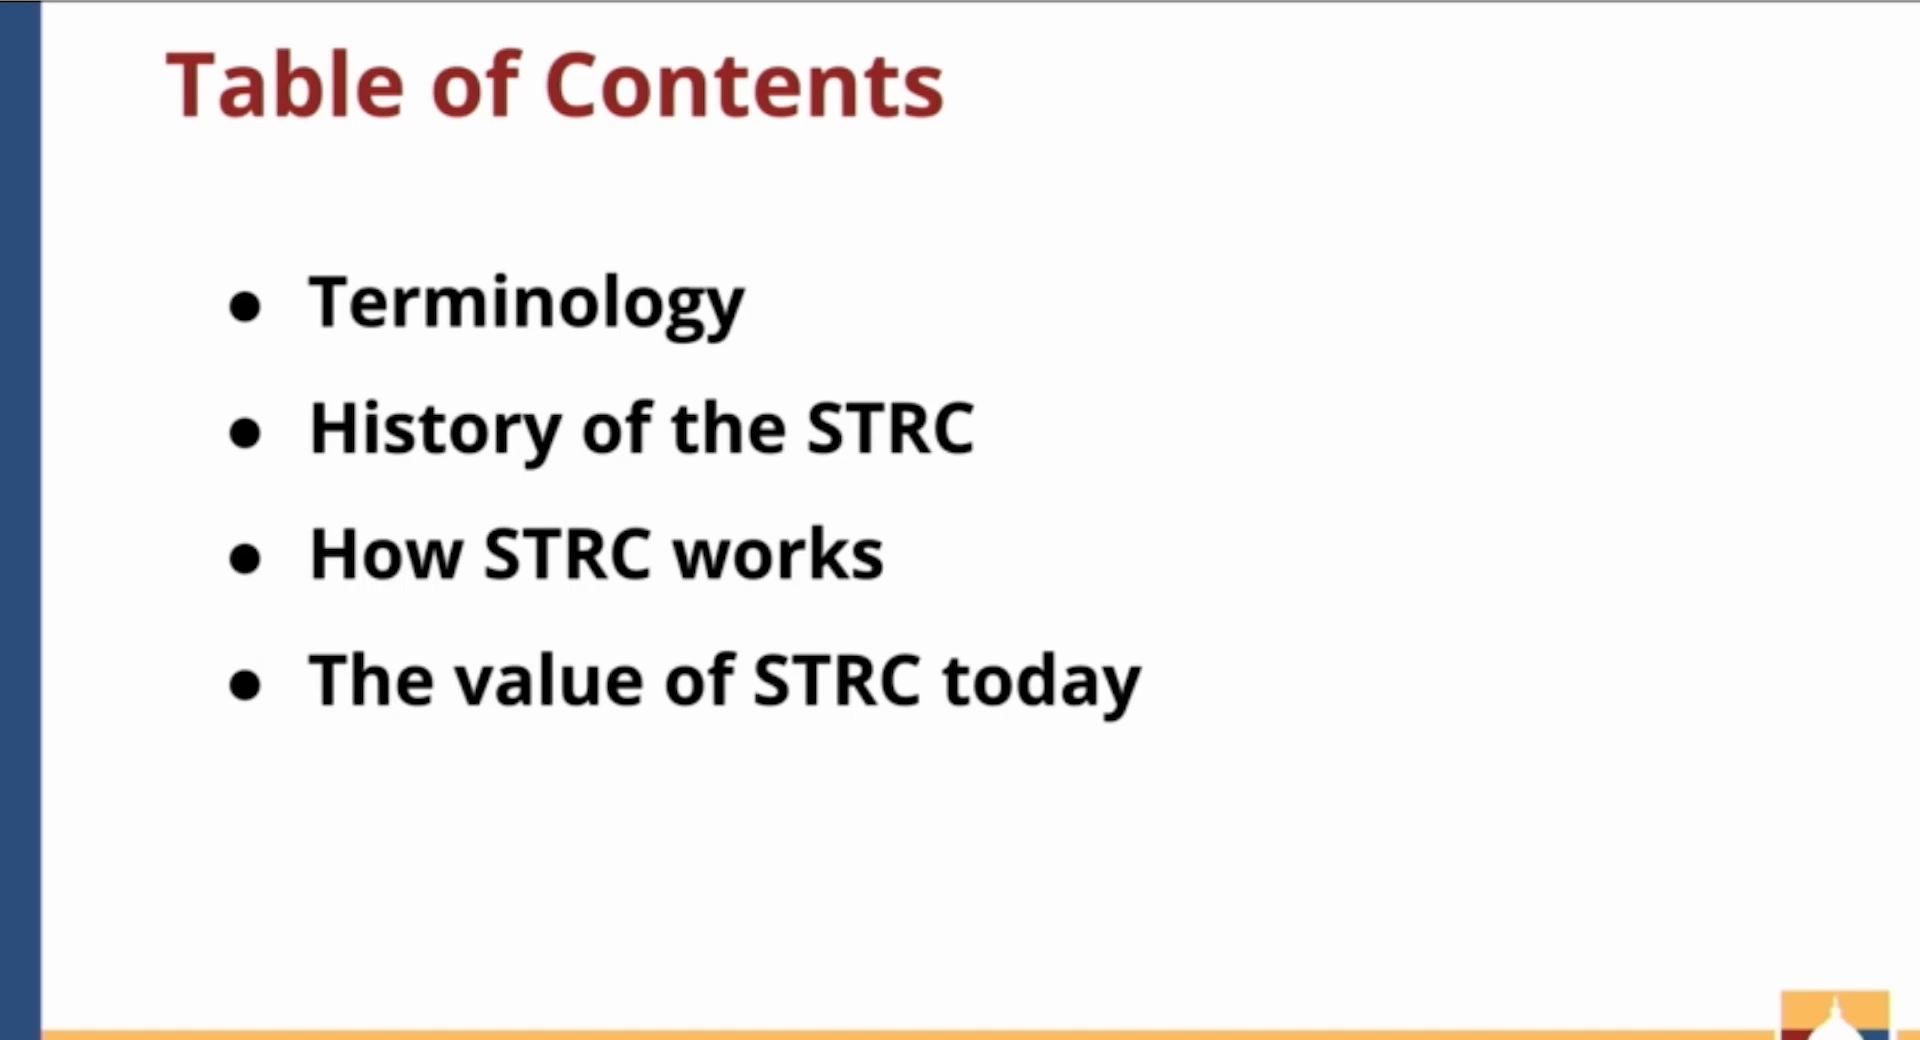 Table of Contents
● Terminology
● History of the STRC
● How STRC works
● The value of STRC today